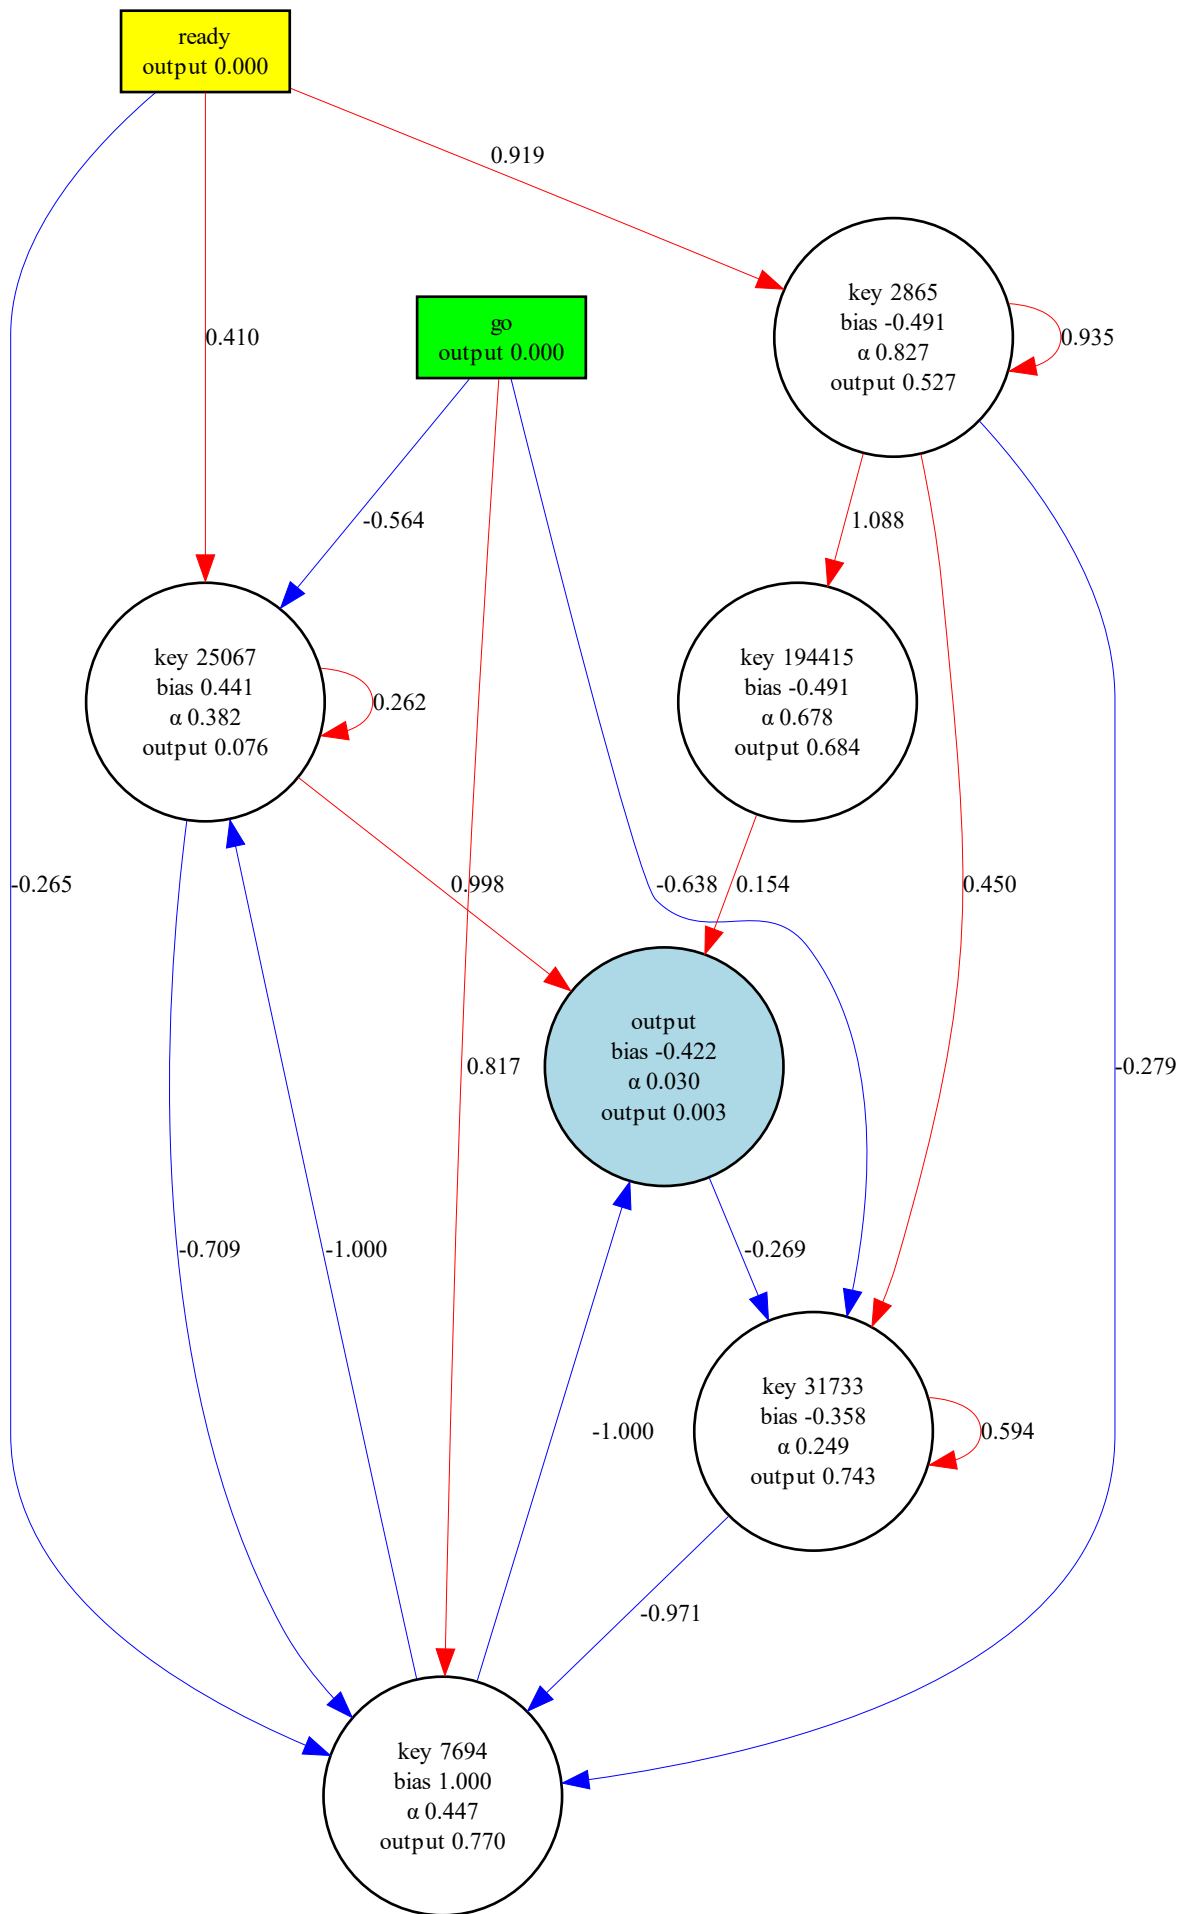 ready
output 0.000
0.919
key 2865
bias -0.491
α 0.827
output 0.527
0.935
go
output 0.000
0.410
-0.564
1.088
key 25067
bias 0.441
α 0.382
output 0.076
0.262
key 194415
bias -0.491
α 0.678
output 0.684
-0.265
0.998
-0.638
0.154
0.450
output
bias -0.422
α 0.030
output 0.003
0.817
-0.279
-0.709
-1.000
-0.269
-1.000
key 31733
bias -0.358
α 0.249
output 0.743
0.594
-0.971
key 7694
bias 1.000
α 0.447
output 0.770